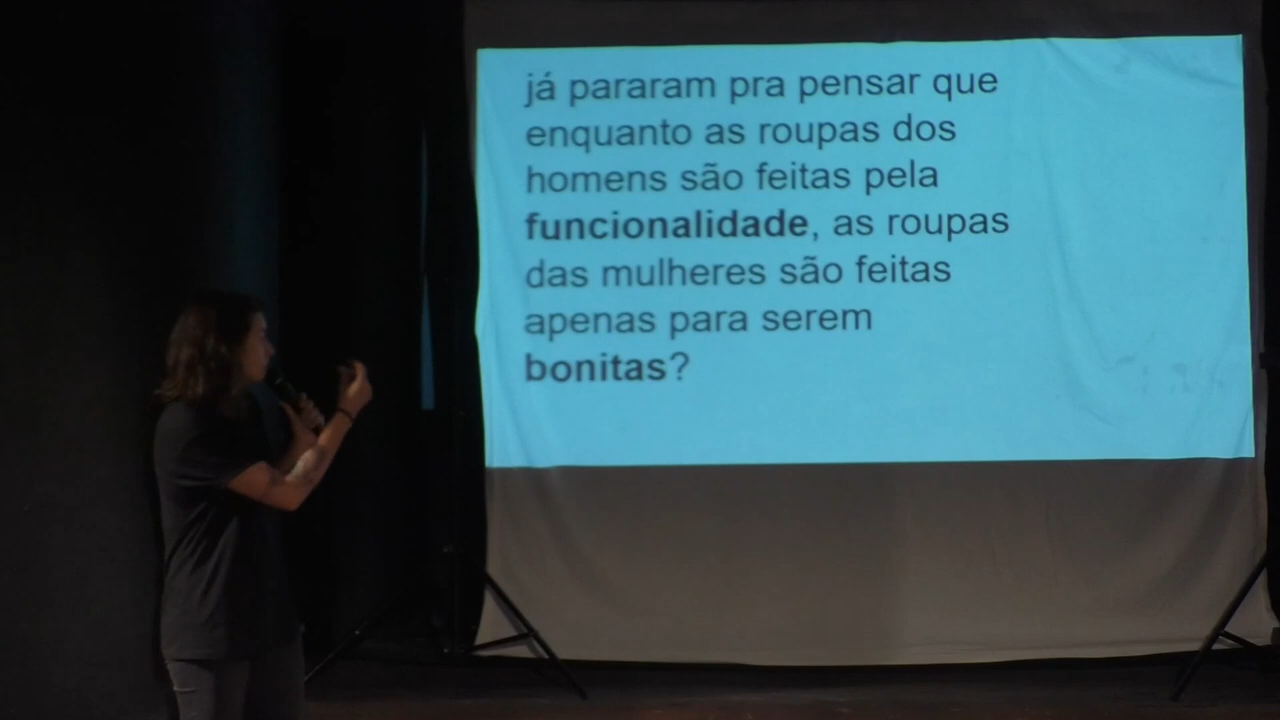 já pararam pra pensar que
enquanto as roupas dos
homens são feitas pela
funcionalidade, as roupas
das mulheres são feitas
apenas para serem
bonitas?